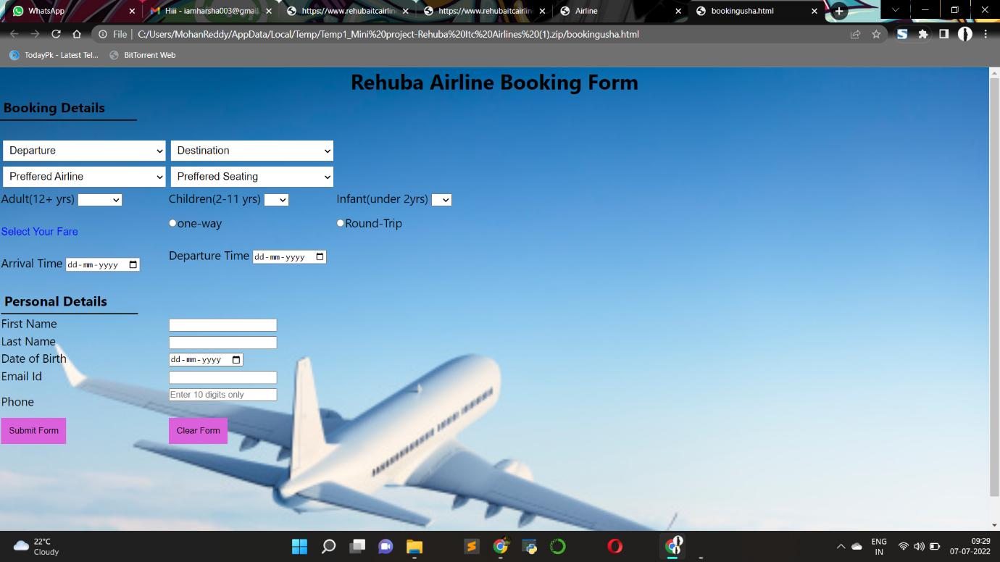 WhatsApp
Hiii - iamharsha003@gmail
https://www.rehubaitcairline
https://www.rehubaitcairline
Airline
bookingusha.html
File | C:/Users/MohanReddy/AppData/Local/Temp/Temp1_Mini%20project-Rehuba%20Itc%20Airlines%20(1).zip/bookingusha.html
TodayPk - Latest Tel...
BitTorrent Web
Rehuba Airline Booking Form
Booking Details
Departure Destination
Preffered Airline Preffered Seating
Adult(12+ yrs) Children(2-11 yrs) Infant(under 2yrs)
one-way Round-Trip
Select Your Fare
Arrival Time dd-mm-yyyy Departure Time dd-mm-yyyy
Personal Details
First Name
Last Name
Date of Birth dd-mm-yyyy
Email Id
Phone Enter 10 digits only
Submit Form Clear Form
22°C
Cloudy
ENG
IN
09:29
07-07-2022